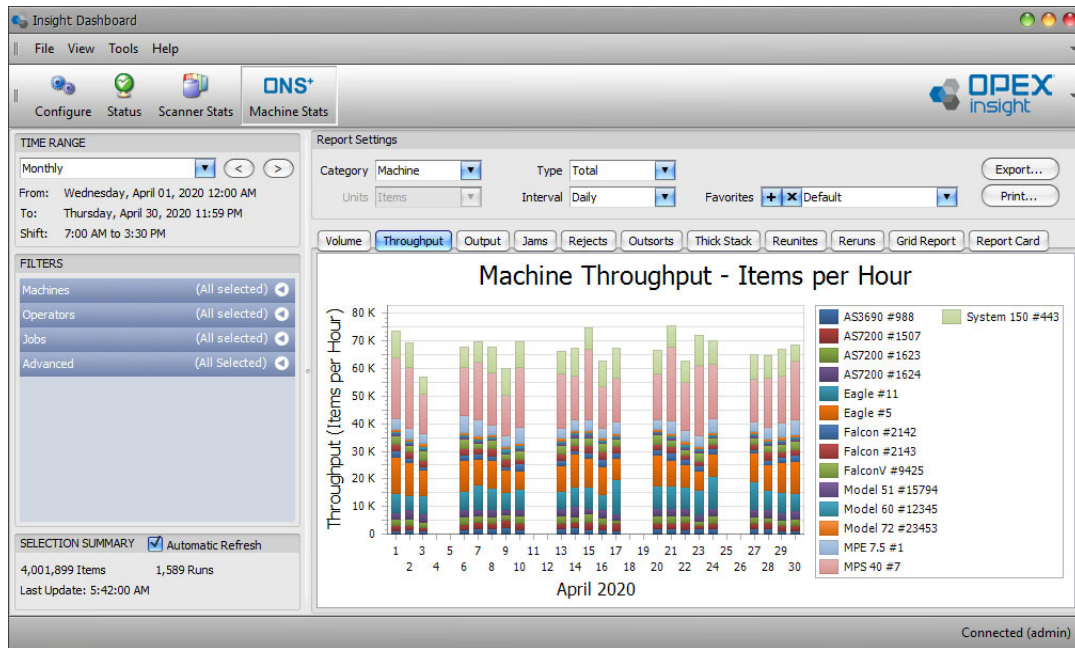 Insight Dashboard
File View Tools Help
Configure Status Scanner Stats ONS+ Machine Stats
OPEX insight
TIME RANGE
Monthly < >
From: Wednesday, April 01, 2020 12:00 AM
To: Thursday, April 30, 2020 11:59 PM
Shift: 7:00 AM to 3:30 PM
FILTERS
Machines (All selected)
Operators (All selected)
Jobs (All selected)
Advanced (All Selected)
SELECTION SUMMARY Automatic Refresh
4,001,899 Items 1,589 Runs
Last Update: 5:42:00 AM
Report Settings
Category Machine Type Total Export...
Units Items Interval Daily Favorites + x Default Print...
Volume Throughput Output Jams Rejects Outsorts Thick Stack Reunites Reruns Grid Report Report Card
Machine Throughput - Items per Hour
Throughput (Items per Hour)
80 K
70 K
60 K
50 K
40 K
30 K
20 K
10 K
0
1 3 5 7 9 11 13 15 17 19 21 23 25 27 29
2 4 6 8 10 12 14 16 18 20 22 24 26 28 30
April 2020
AS3690 #988 System 150 #443
AS7200 #1507
AS7200 #1623
AS7200 #1624
Eagle #11
Eagle #5
Falcon #2142
Falcon #2143
FalconV #9425
Model 51 #15794
Model 60 #12345
Model 72 #23453
MPE 7.5 #1
MPS 40 #7
Connected (admin)